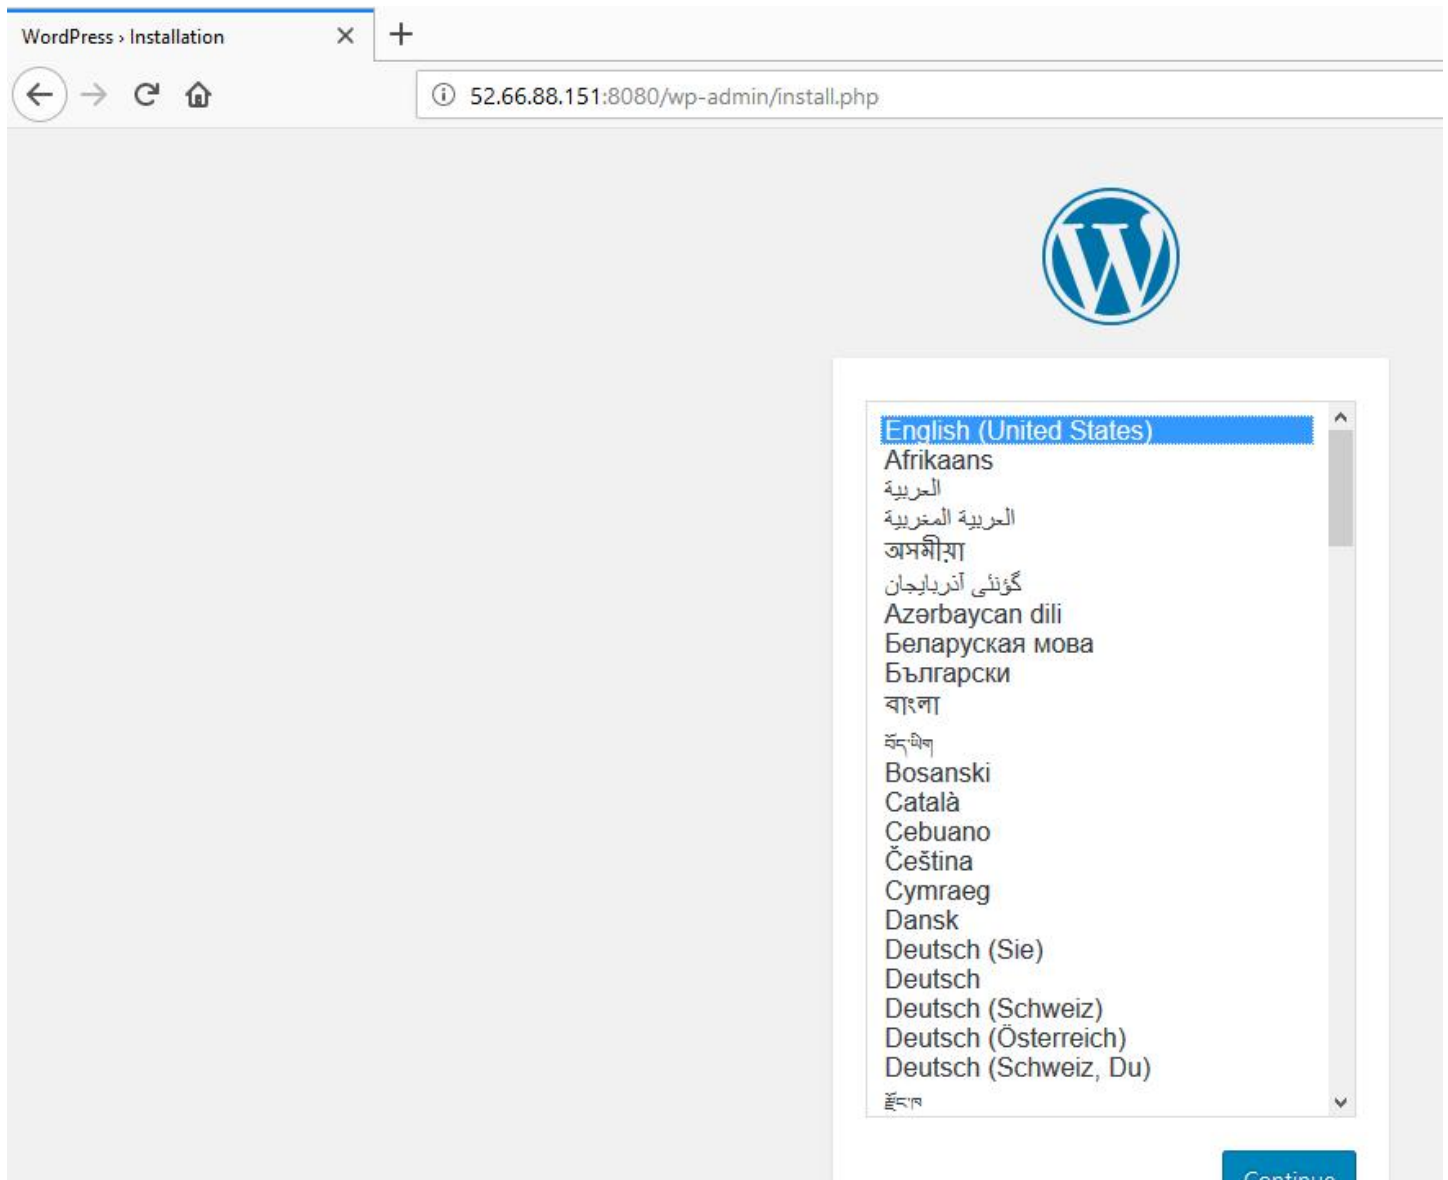 WordPress › Installation
52.66.88.151:8080/wp-admin/install.php
English (United States)
Afrikaans
العربية
العربية المغربية
অসমীয়া
گؤنئی آذربایجان
Azərbaycan dili
Беларуская мова
Български
বাংলা
བོད་ཡིག
Bosanski
Català
Cebuano
Čeština
Cymraeg
Dansk
Deutsch (Sie)
Deutsch
Deutsch (Schweiz)
Deutsch (Österreich)
Deutsch (Schweiz, Du)
རྫོང་ཁ
Continue